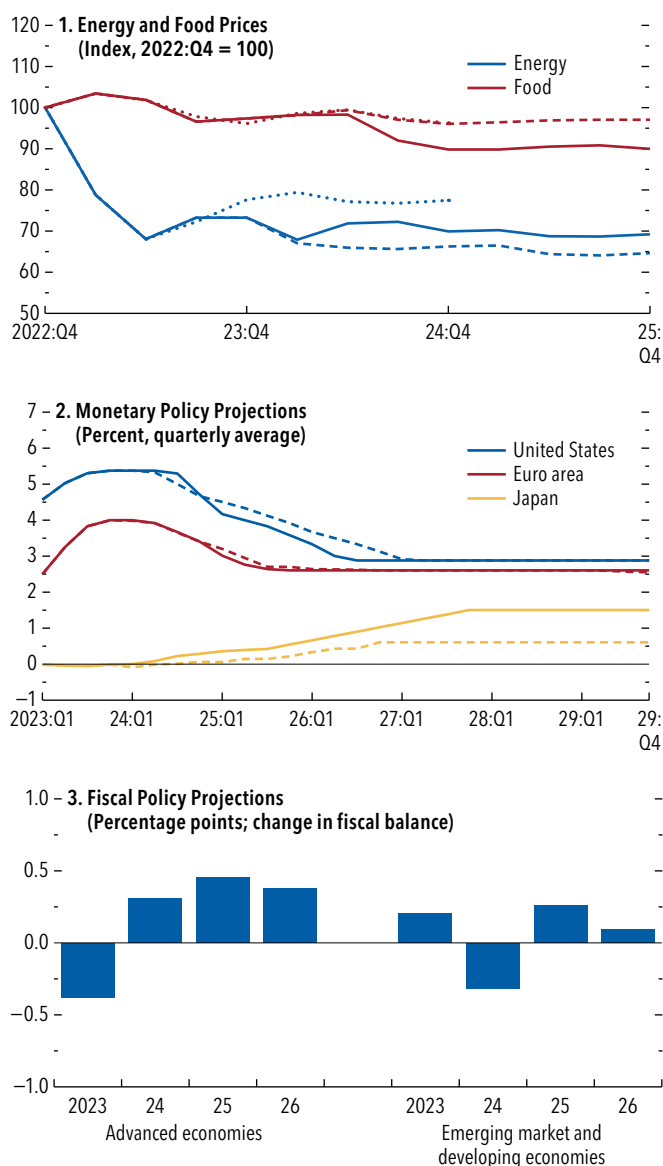 1. Energy and Food Prices
(Index, 2022:Q4 = 100)
Energy
Food
120
110
100
90
80
70
60
50
2022:Q4
23:Q4
24:Q4
25:
Q4
2. Monetary Policy Projections
(Percent, quarterly average)
United States
Euro area
Japan
7
6
5
4
3
2
1
0
−1
2023:Q1
24:Q1
25:Q1
26:Q1
27:Q1
28:Q1
29:Q1
29:
Q4
3. Fiscal Policy Projections
(Percentage points; change in fiscal balance)
1.0
0.5
0.0
−0.5
−1.0
2023
24
25
26
2023
24
25
26
Advanced economies
Emerging market and
developing economies